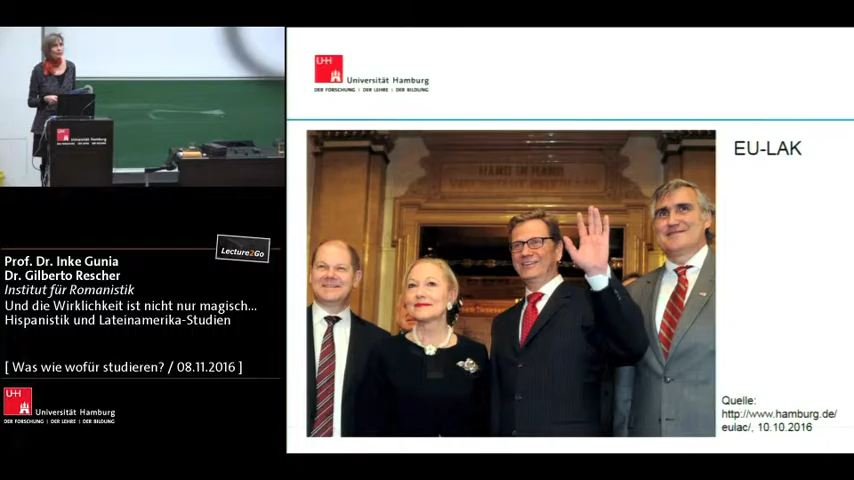 UH
Universität Hamburg
DER FORSCHUNG | DER LEHRE | DER BILDUNG
EU-LAK
HAND IN HAND
Quelle:
http://www.hamburg.de/
eulac/, 10.10.2016
UH
Universität Hamburg
DER FORSCHUNG | DER LEHRE | DER BILDUNG
Lecture2Go
Prof. Dr. Inke Gunia
Dr. Gilberto Rescher
Institut für Romanistik
Und die Wirklichkeit ist nicht nur magisch...
Hispanistik und Lateinamerika-Studien
[ Was wie wofür studieren? / 08.11.2016 ]
UH
Universität Hamburg
DER FORSCHUNG | DER LEHRE | DER BILDUNG